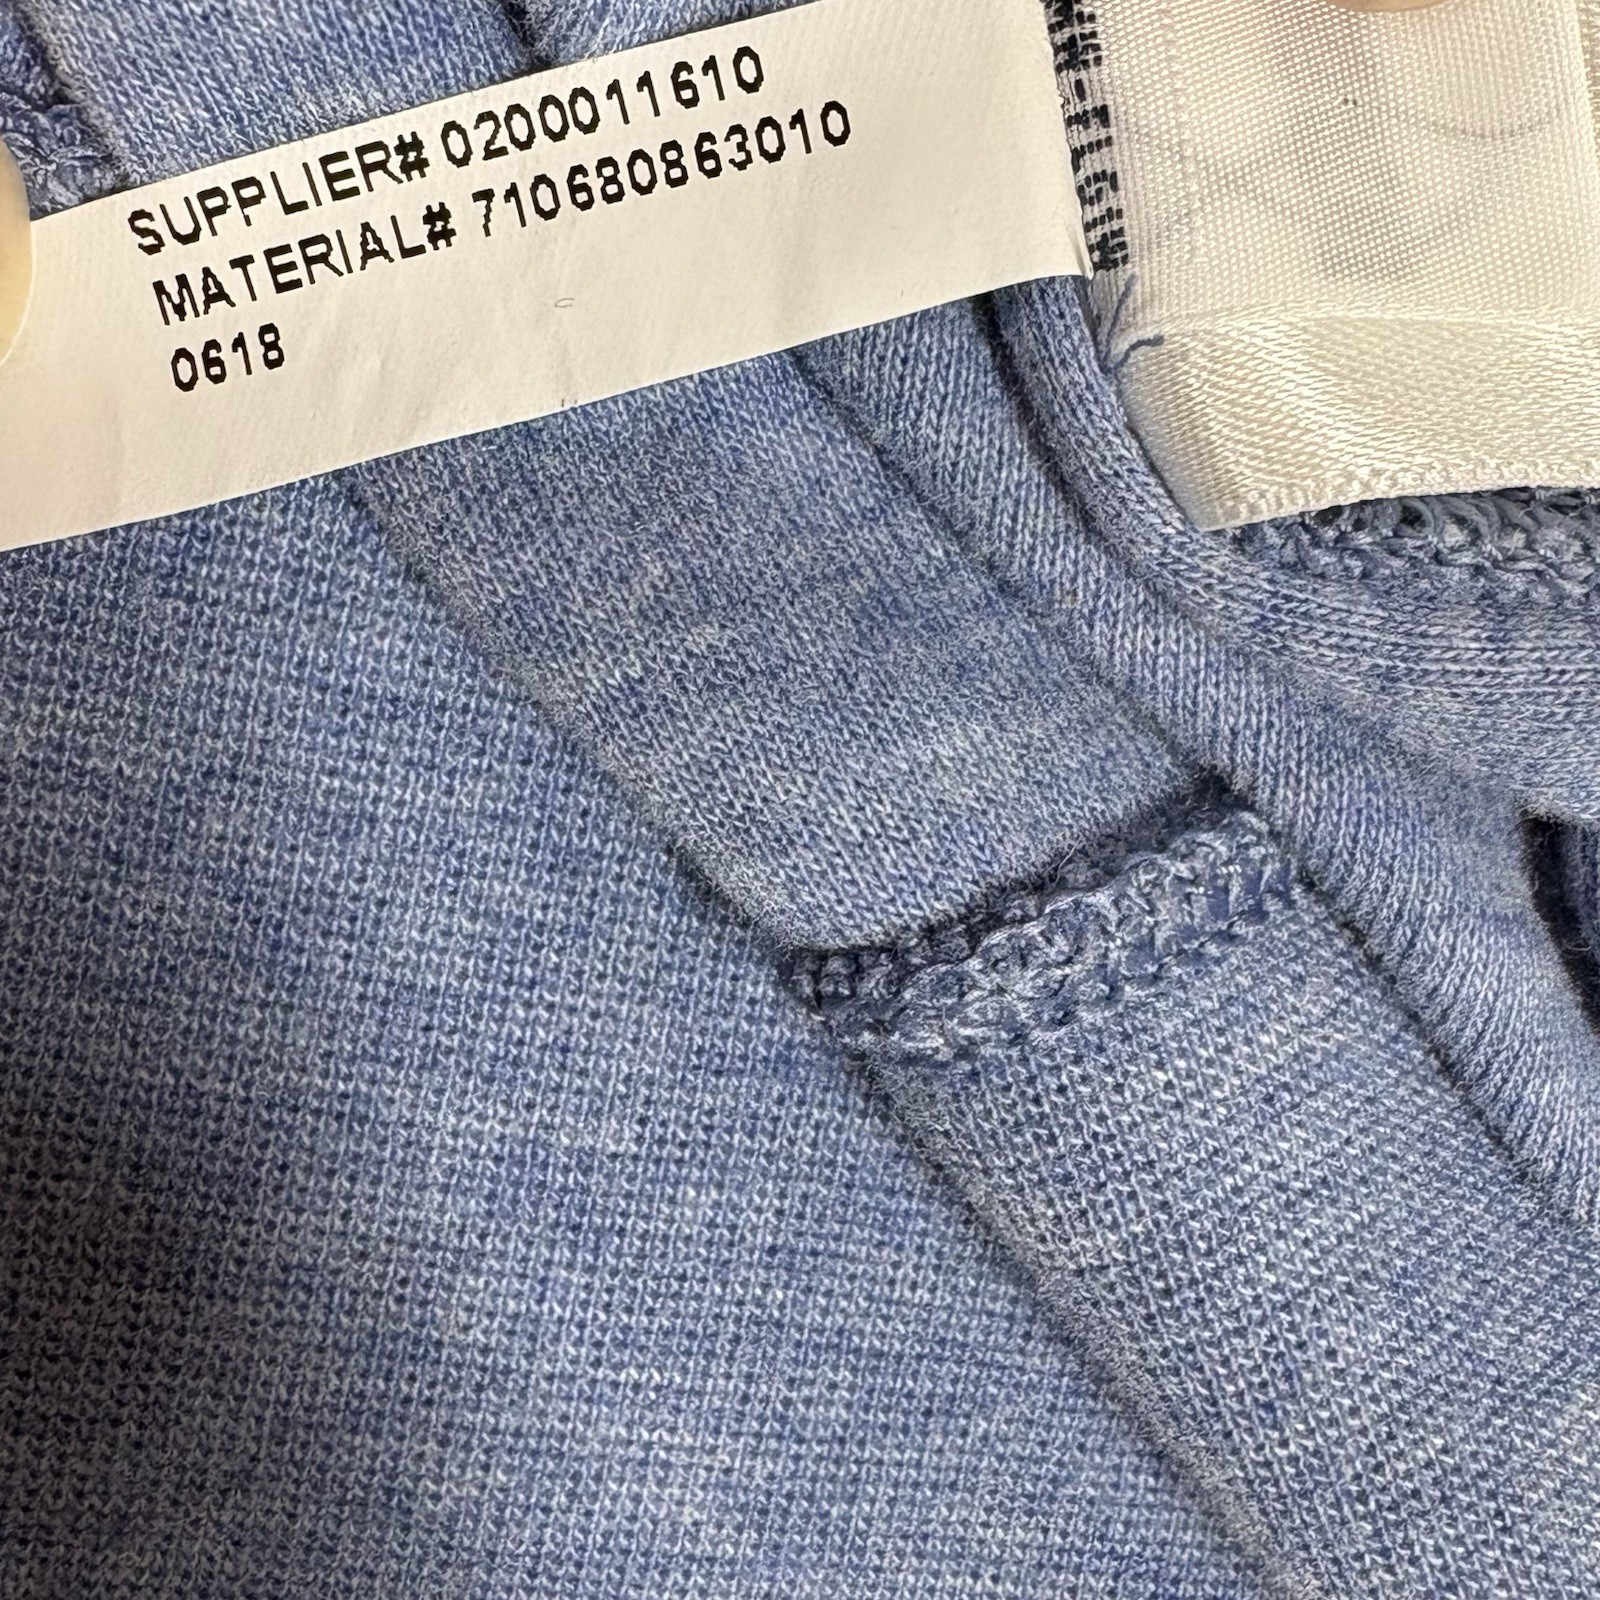 SUPPLIER# 0200011610
MATERIAL# 710680863010
0618